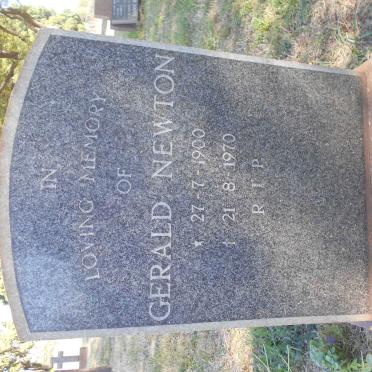 IN
LOVING MEMORY
OF
GERALD NEWTON
* 27-7-1900
† 21-8-1970
R I P